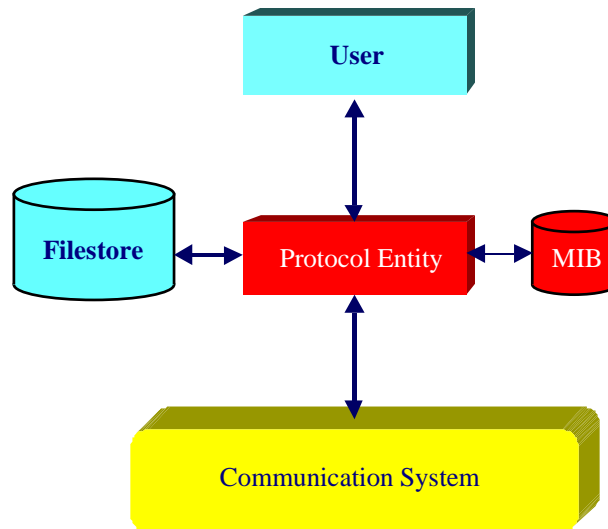 User
Filestore
Protocol Entity
MIB
Communication System